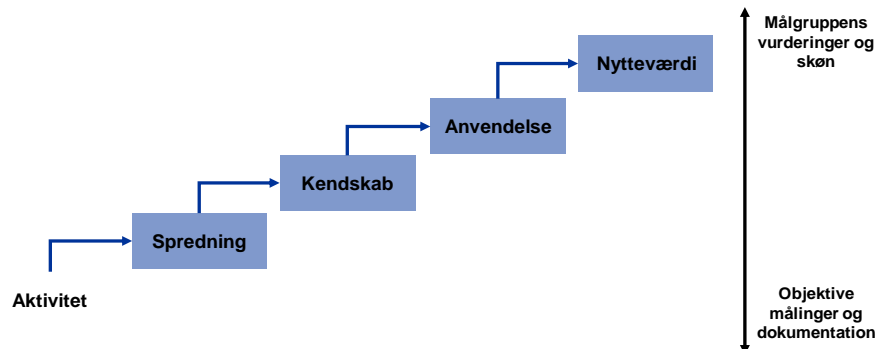 Målgruppens
vurderinger og
skøn
Nytteværdi
Anvendelse
Kendskab
Spredning
Aktivitet
Objektive
målinger og
dokumentation